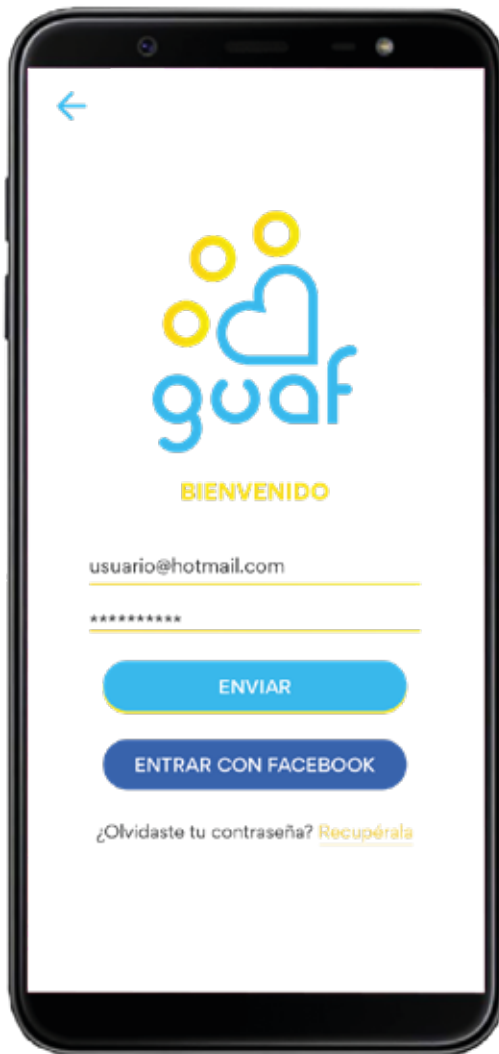 guaf
BIENVENIDO
usuario@hotmail.com
**********
ENVIAR
ENTRAR CON FACEBOOK
¿Olvidaste tu contraseña? Recupérala